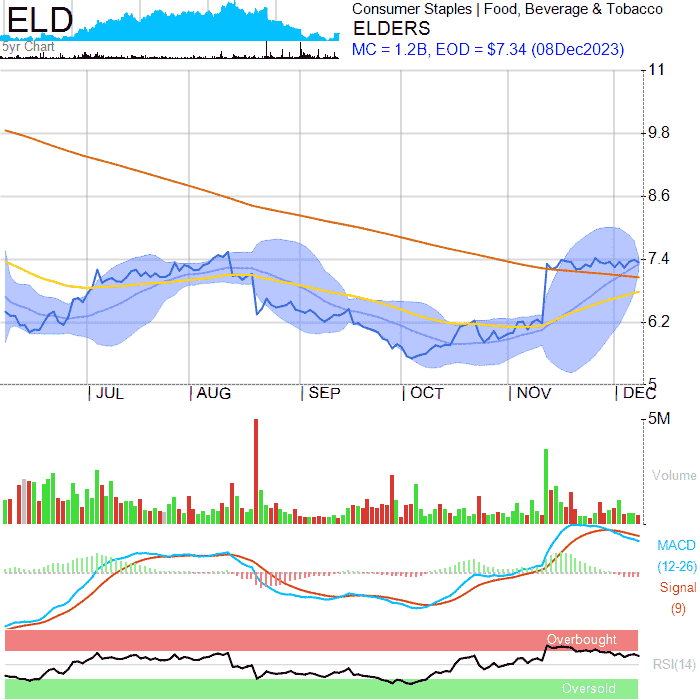 ELD
5yr Chart
Consumer Staples | Food, Beverage & Tobacco
ELDERS
MC = 1.2B, EOD = $7.34 (08Dec2023)
11
9.8
8.6
7.4
6.2
5
JUL
AUG
SEP
OCT
NOV
DEC
5M
Volume
MACD
(12-26)
Signal
(9)
Overbought
RSI(14)
Oversold